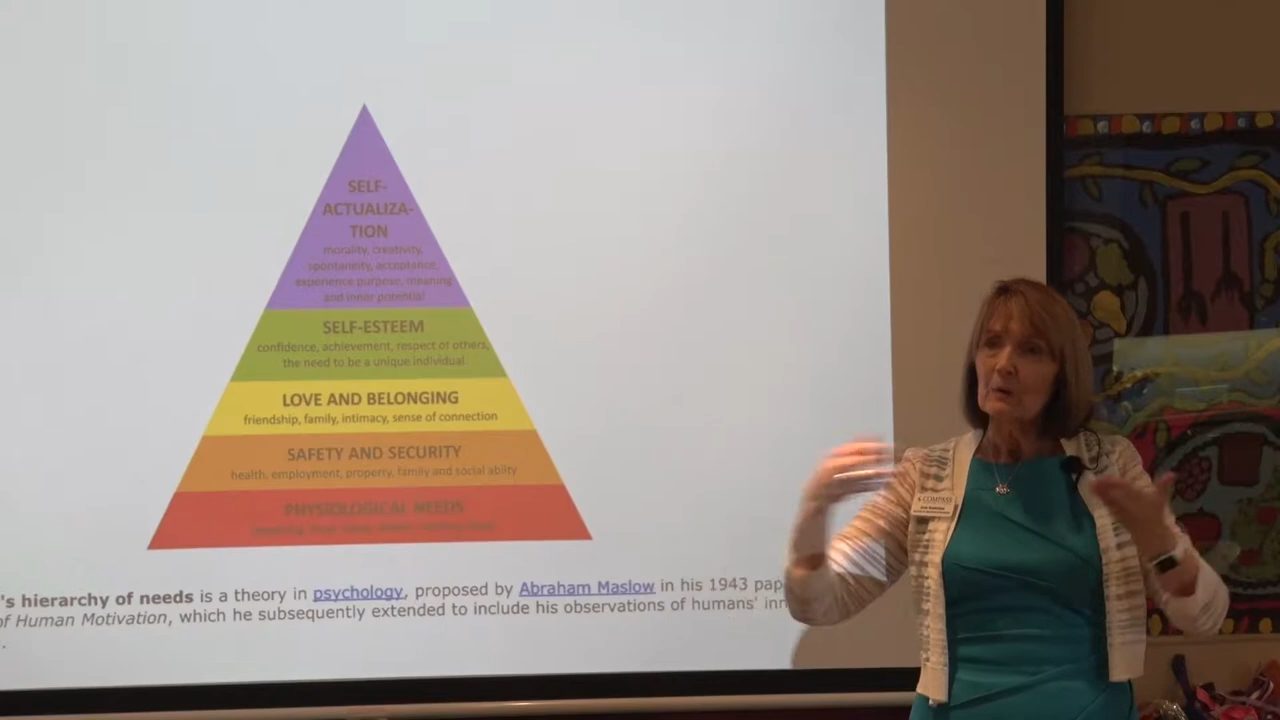 SELF-
ACTUALIZA-
TION
morality, creativity,
spontaneity, acceptance,
experience purpose, meaning
and inner potential
SELF-ESTEEM
confidence, achievement, respect of others,
the need to be a unique individual
LOVE AND BELONGING
friendship, family, intimacy, sense of connection
SAFETY AND SECURITY
health, employment, property, family and social abilty
PHYSIOLOGICAL NEEDS
's hierarchy of needs is a theory in psychology, proposed by Abraham Maslow in his 1943 pap
of Human Motivation, which he subsequently extended to include his observations of humans' inn
.
COMPASS